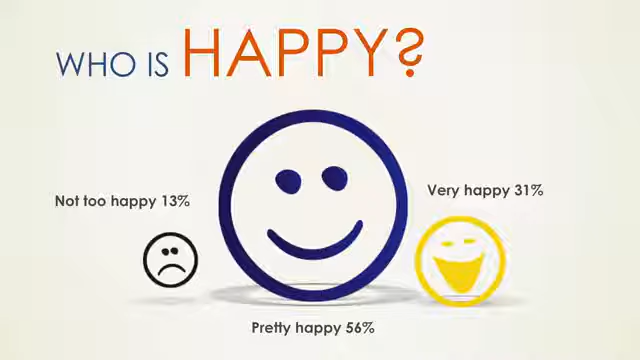 WHO IS HAPPY?
Not too happy 13%
Very happy 31%
Pretty happy 56%